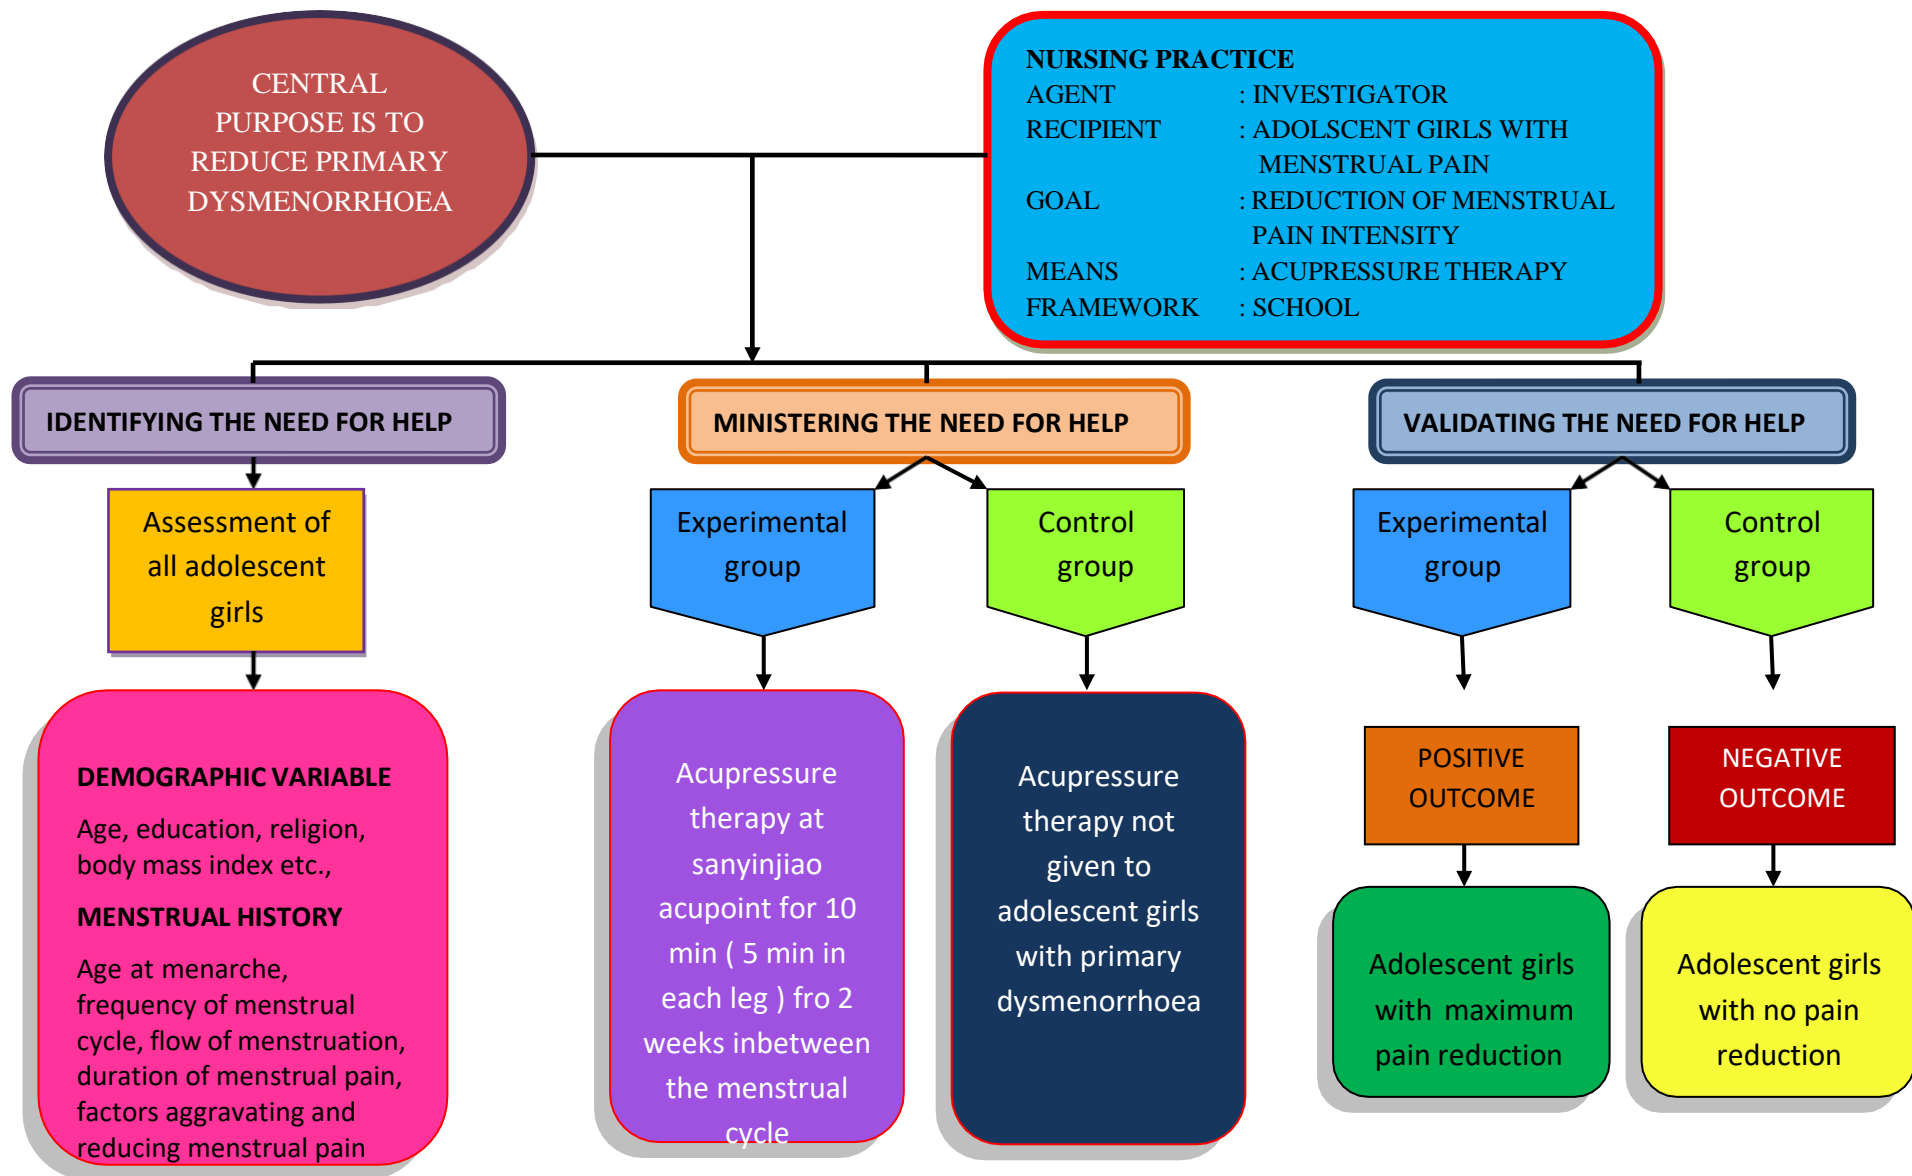 CENTRAL
PURPOSE IS TO
REDUCE PRIMARY
DYSMENORRHOEA
NURSING PRACTICE
AGENT : INVESTIGATOR
RECIPIENT : ADOLSCENT GIRLS WITH
MENSTRUAL PAIN
GOAL : REDUCTION OF MENSTRUAL
PAIN INTENSITY
MEANS : ACUPRESSURE THERAPY
FRAMEWORK : SCHOOL
IDENTIFYING THE NEED FOR HELP
MINISTERING THE NEED FOR HELP
VALIDATING THE NEED FOR HELP
Assessment of
all adolescent
girls
Experimental
group
Control
group
Experimental
group
Control
group
DEMOGRAPHIC VARIABLE
Age, education, religion,
body mass index etc.,
MENSTRUAL HISTORY
Age at menarche,
frequency of menstrual
cycle, flow of menstruation,
duration of menstrual pain,
factors aggravating and
reducing menstrual pain
Acupressure
therapy at
sanyinjiao
acupoint for 10
min ( 5 min in
each leg ) fro 2
weeks inbetween
the menstrual
cycle
Acupressure
therapy not
given to
adolescent girls
with primary
dysmenorrhoea
POSITIVE
OUTCOME
NEGATIVE
OUTCOME
Adolescent girls
with maximum
pain reduction
Adolescent girls
with no pain
reduction